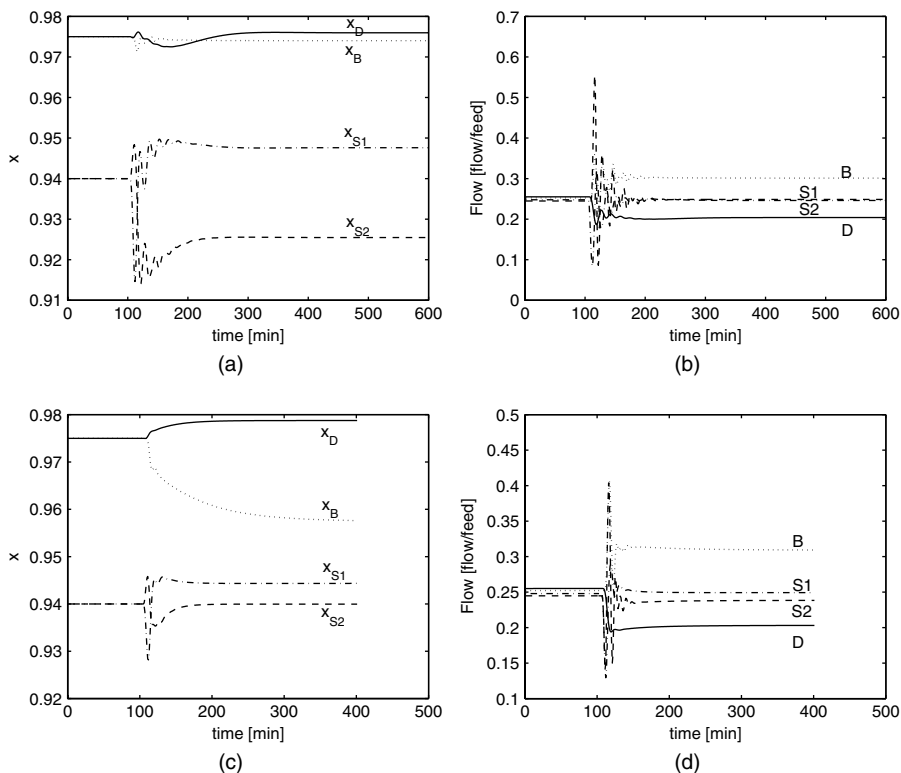 0.98
0.97
0.96
0.95
0.94
0.93
0.92
0.91
x
x_D
x_B
x_S1
x_S2
0 100 200 300 400 500 600
time [min]
(a)
0.7
0.6
0.5
0.4
0.3
0.2
0.1
0
Flow [flow/feed]
B
S1
S2
D
0 100 200 300 400 500 600
time [min]
(b)
0.98
0.97
0.96
0.95
0.94
0.93
0.92
x
x_D
x_B
x_S1
x_S2
0 100 200 300 400 500
time [min]
(c)
0.5
0.45
0.4
0.35
0.3
0.25
0.2
0.15
0.1
Flow [flow/feed]
B
S1
S2
D
0 100 200 300 400 500
time [min]
(d)